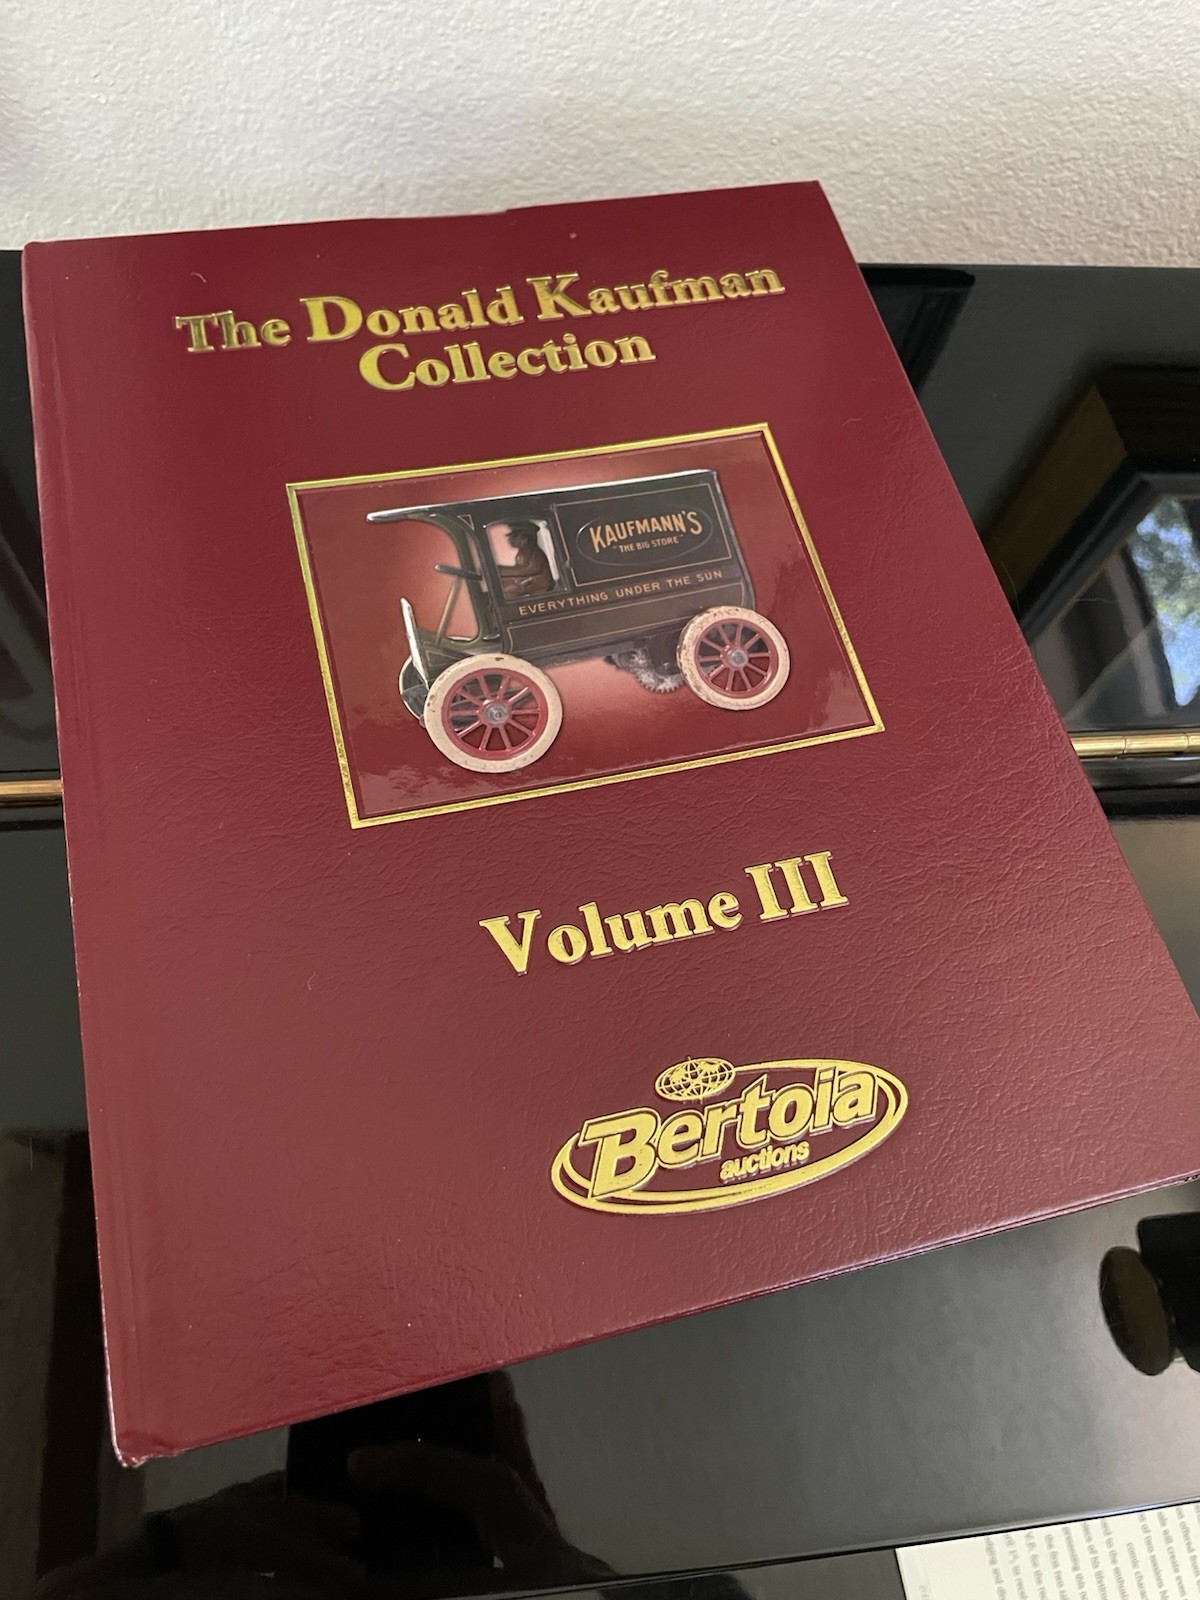 The Donald Kaufman
Collection
KAUFMANN'S
"THE BIG STORE"
EVERYTHING UNDER THE SUN
Volume III
Bertoia
auctions